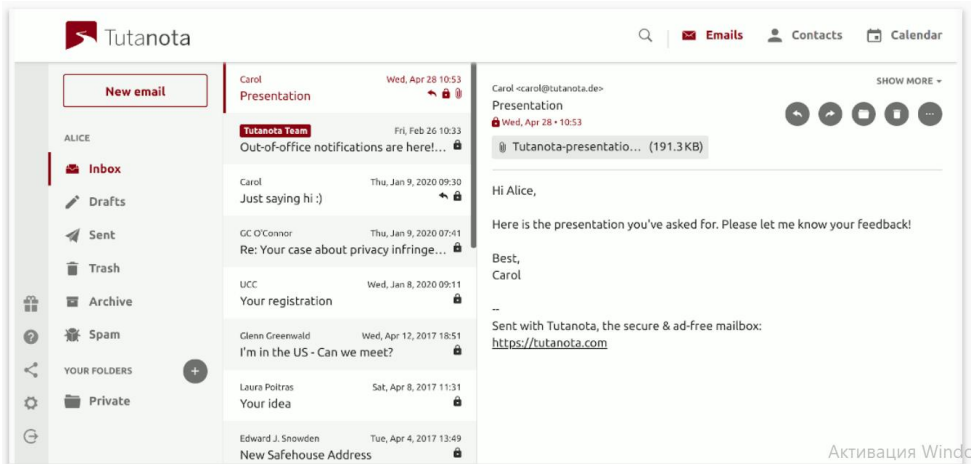 Tutanota
Emails
Contacts
Calendar
New email
ALICE
Inbox
Drafts
Sent
Trash
Archive
Spam
YOUR FOLDERS
Private
Carol Wed, Apr 28 10:53
Presentation
Tutanota Team Fri, Feb 26 10:33
Out-of-office notifications are here!...
Carol Thu, Jan 9, 2020 09:30
Just saying hi :)
GC O'Connor Thu, Jan 9, 2020 07:41
Re: Your case about privacy infringe...
UCC Wed, Jan 8, 2020 09:11
Your registration
Glenn Greenwald Wed, Apr 12, 2017 18:51
I'm in the US - Can we meet?
Laura Poitras Sat, Apr 8, 2017 11:31
Your idea
Edward J. Snowden Tue, Apr 4, 2017 13:49
New Safehouse Address
SHOW MORE
Carol <carol@tutanota.de>
Presentation
Wed, Apr 28 • 10:53
Tutanota-presentatio... (191.3 KB)
Hi Alice,
Here is the presentation you've asked for. Please let me know your feedback!
Best,
Carol
--
Sent with Tutanota, the secure & ad-free mailbox:
https://tutanota.com
Активация